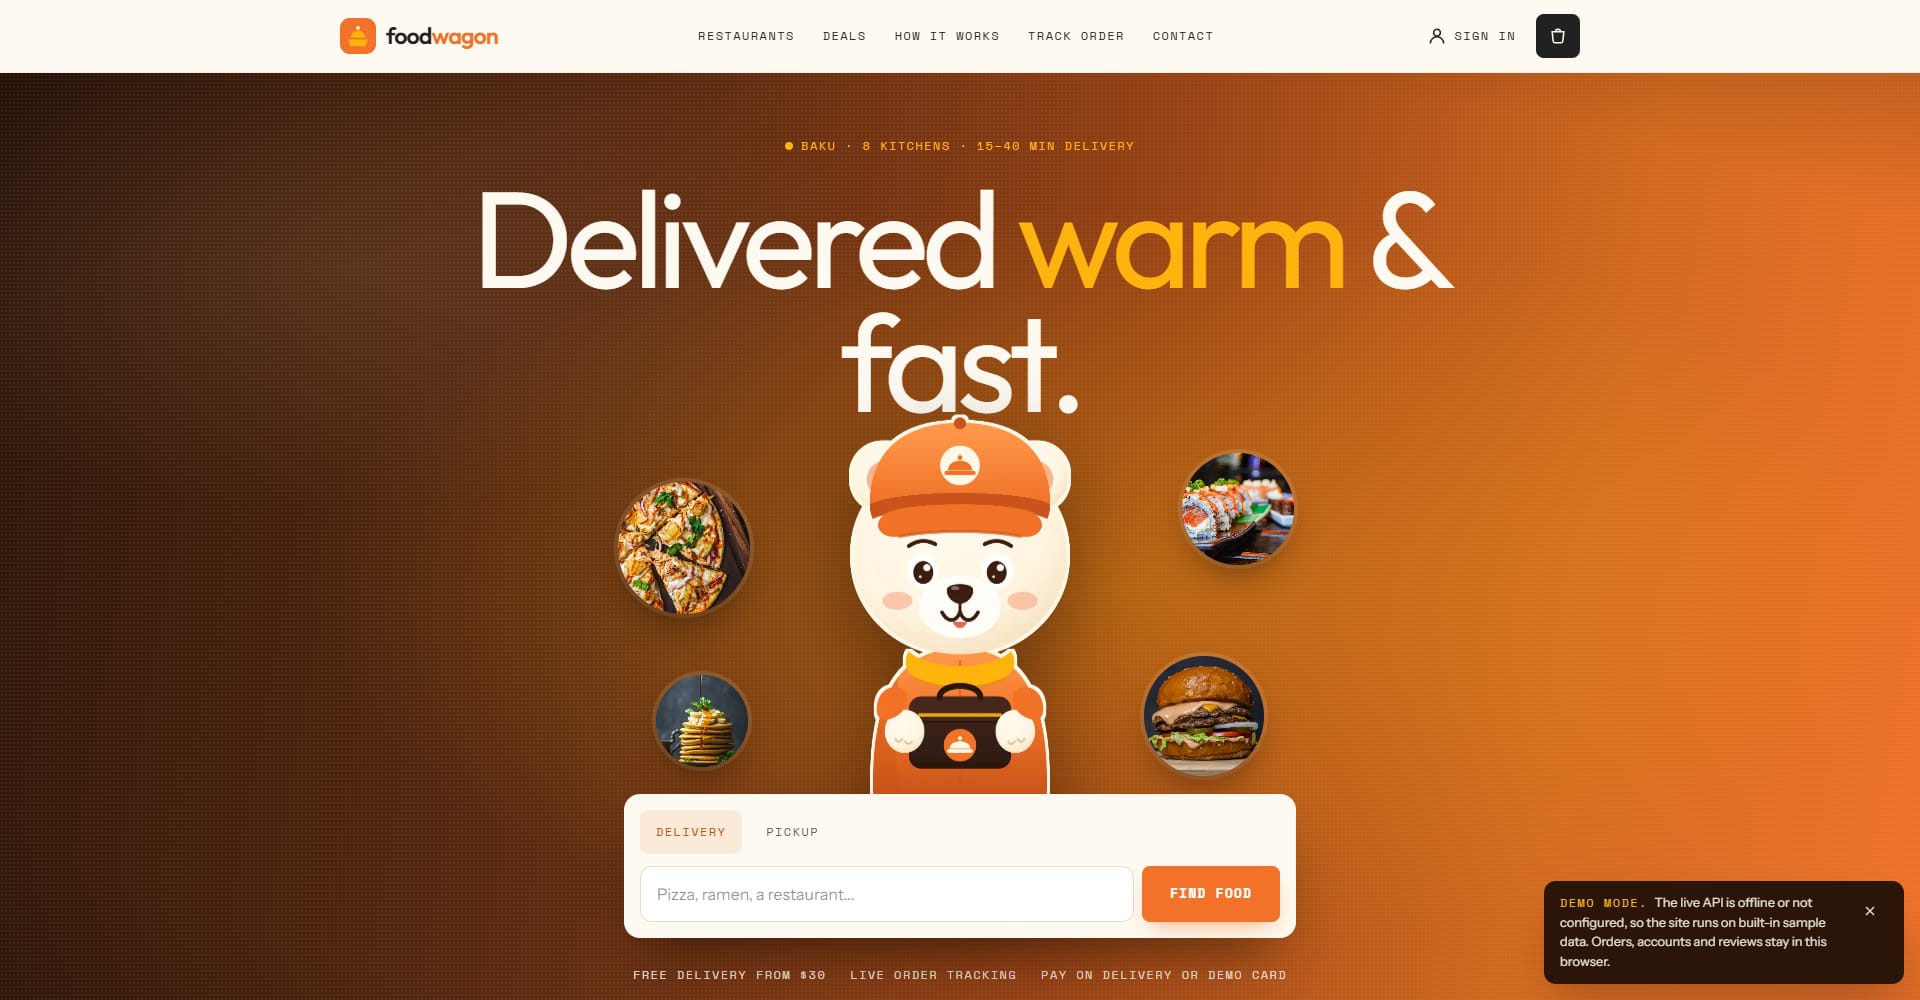 foodwagon
RESTAURANTS DEALS HOW IT WORKS TRACK ORDER CONTACT
SIGN IN
BAKU · 8 KITCHENS · 15–40 MIN DELIVERY
Delivered warm &
fast.
DELIVERY PICKUP
Pizza, ramen, a restaurant...
FIND FOOD
FREE DELIVERY FROM $30 LIVE ORDER TRACKING PAY ON DELIVERY OR DEMO CARD
DEMO MODE. The live API is offline or not
configured, so the site runs on built-in sample
data. Orders, accounts and reviews stay in this
browser.